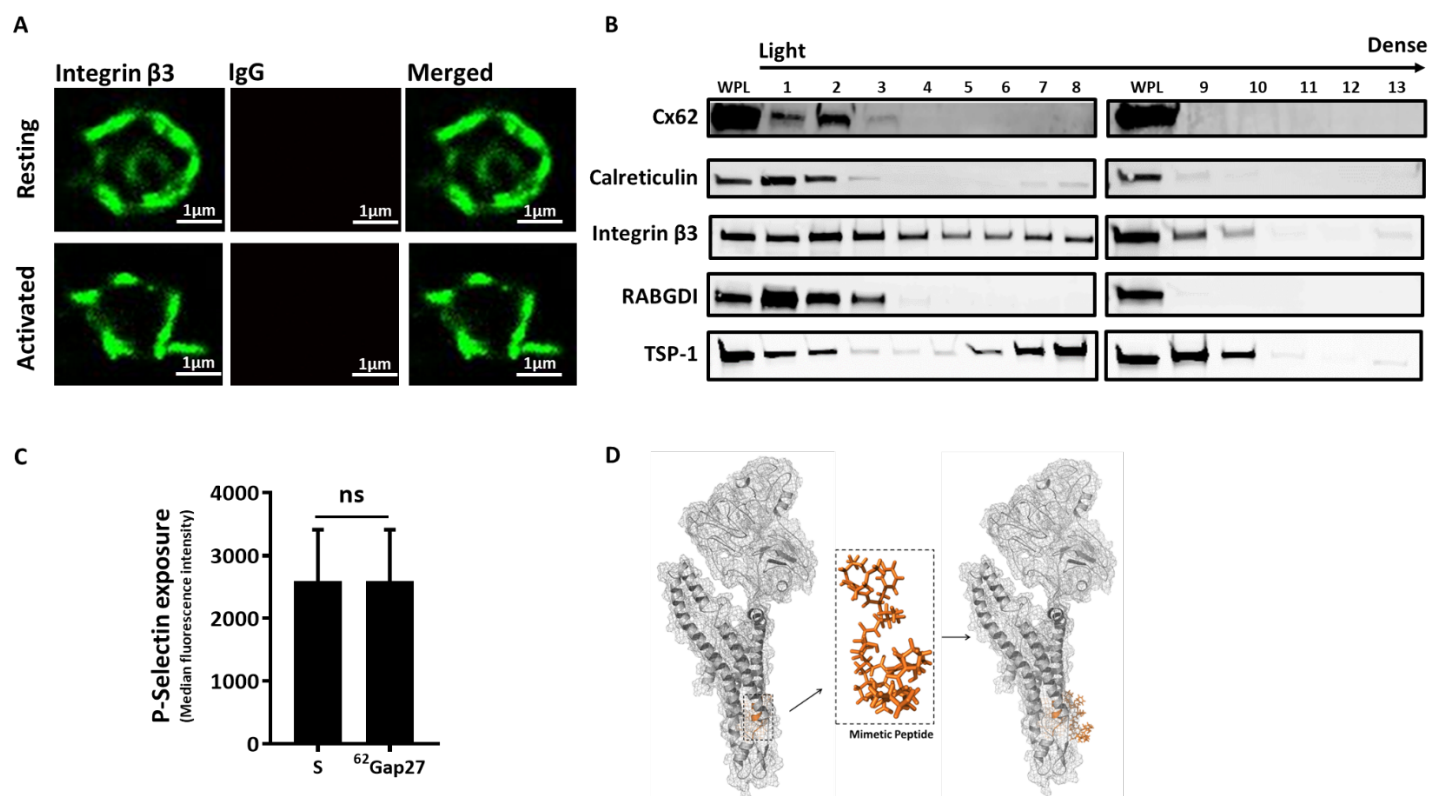 A
Integrin β3 IgG Merged
Resting
1μm 1μm 1μm
Activated
1μm 1μm 1μm
B
Light Dense
WPL 1 2 3 4 5 6 7 8 WPL 9 10 11 12 13
Cx62
Calreticulin
Integrin β3
RABGDI
TSP-1
C
P-Selectin exposure
(Median fluorescence intensity)
4000
3000
2000
1000
0
ns
S ⁶²Gap27
D
Mimetic Peptide